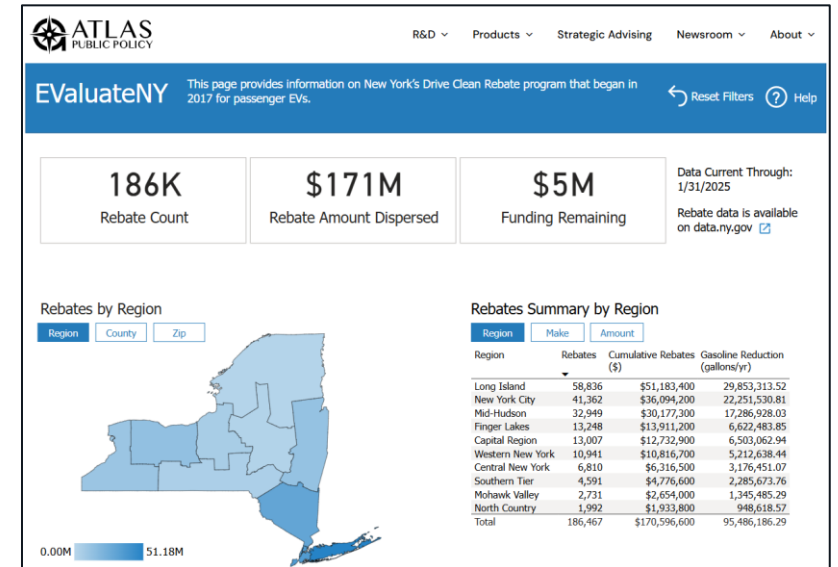 ATLAS
PUBLIC POLICY
R&D Products Strategic Advising Newsroom About
EValuateNY
This page provides information on New York's Drive Clean Rebate program that began in
2017 for passenger EVs.
Reset Filters ? Help
186K
Rebate Count
$171M
Rebate Amount Dispersed
$5M
Funding Remaining
Data Current Through:
1/31/2025
Rebate data is available
on data.ny.gov
Rebates by Region
Region County Zip
0.00M 51.18M
Rebates Summary by Region
Region Make Amount
Region Rebates Cumulative Rebates Gasoline Reduction
($) (gallons/yr)
Long Island 58,836 $51,183,400 29,853,313.52
New York City 41,362 $36,094,200 22,251,530.81
Mid-Hudson 32,949 $30,177,300 17,286,928.03
Finger Lakes 13,248 $13,911,200 6,622,483.85
Capital Region 13,007 $12,732,900 6,503,062.94
Western New York 10,941 $10,816,700 5,212,638.44
Central New York 6,810 $6,316,500 3,176,451.07
Southern Tier 4,591 $4,776,600 2,285,673.76
Mohawk Valley 2,731 $2,654,000 1,345,485.29
North Country 1,992 $1,933,800 948,618.57
Total 186,467 $170,596,600 95,486,186.29